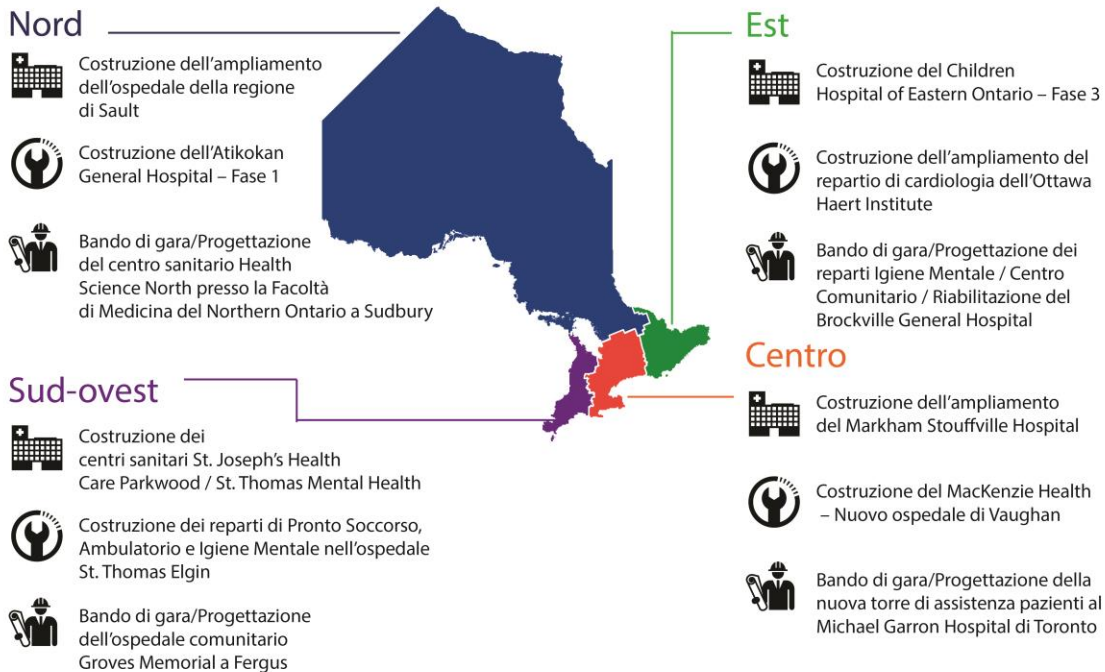 Nord
Costruzione dell'ampliamento
dell'ospedale della regione
di Sault
Costruzione dell'Atikokan
General Hospital – Fase 1
Bando di gara/Progettazione
del centro sanitario Health
Science North presso la Facoltà
di Medicina del Northern Ontario a Sudbury
Sud-ovest
Costruzione dei
centri sanitari St. Joseph's Health
Care Parkwood / St. Thomas Mental Health
Costruzione dei reparti di Pronto Soccorso,
Ambulatorio e Igiene Mentale nell'ospedale
St. Thomas Elgin
Bando di gara/Progettazione
dell'ospedale comunitario
Groves Memorial a Fergus
Est
Costruzione del Children
Hospital of Eastern Ontario – Fase 3
Costruzione dell'ampliamento del
repartio di cardiologia dell'Ottawa
Haert Institute
Bando di gara/Progettazione dei
reparti Igiene Mentale / Centro
Comunitario / Riabilitazione del
Brockville General Hospital
Centro
Costruzione dell'ampliamento
del Markham Stouffville Hospital
Costruzione del MacKenzie Health
– Nuovo ospedale di Vaughan
Bando di gara/Progettazione della
nuova torre di assistenza pazienti al
Michael Garron Hospital di Toronto